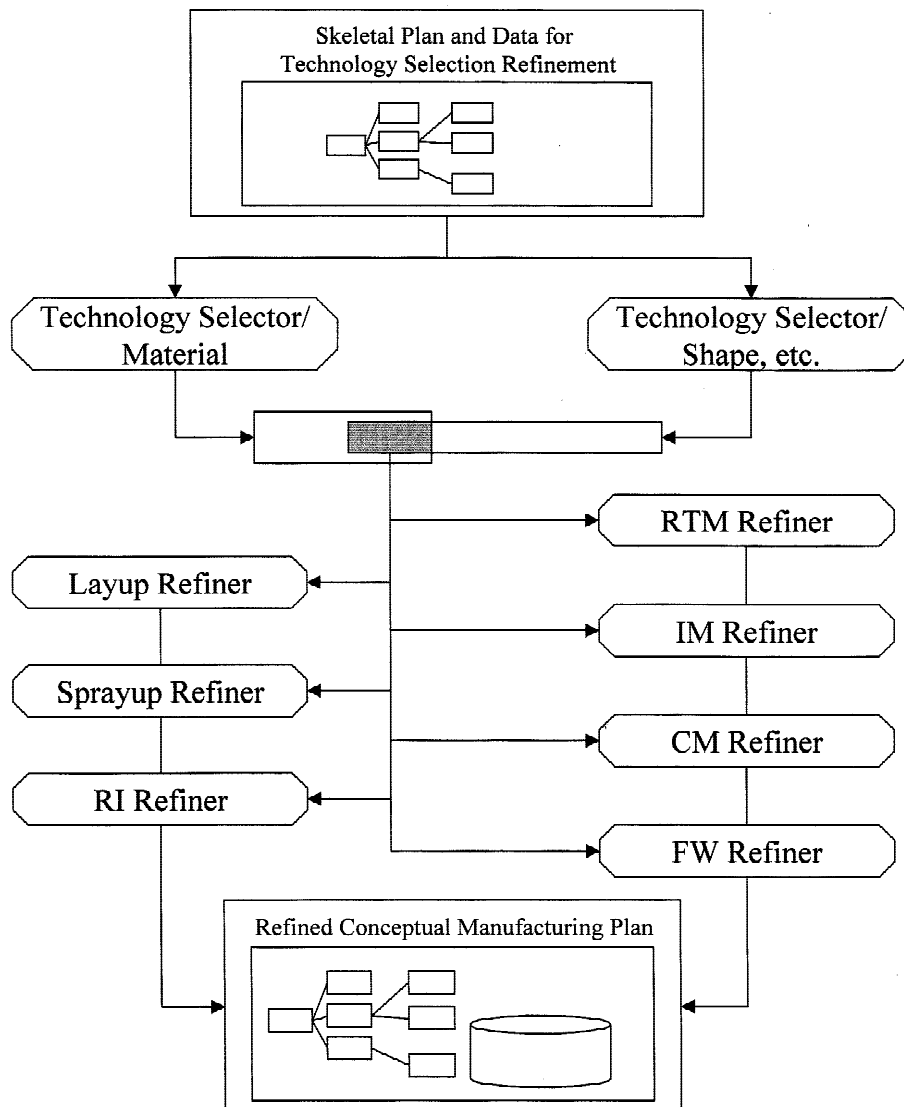 Skeletal Plan and Data for
Technology Selection Refinement
Technology Selector/
Material
Technology Selector/
Shape, etc.
RTM Refiner
Layup Refiner
IM Refiner
Sprayup Refiner
CM Refiner
RI Refiner
FW Refiner
Refined Conceptual Manufacturing Plan